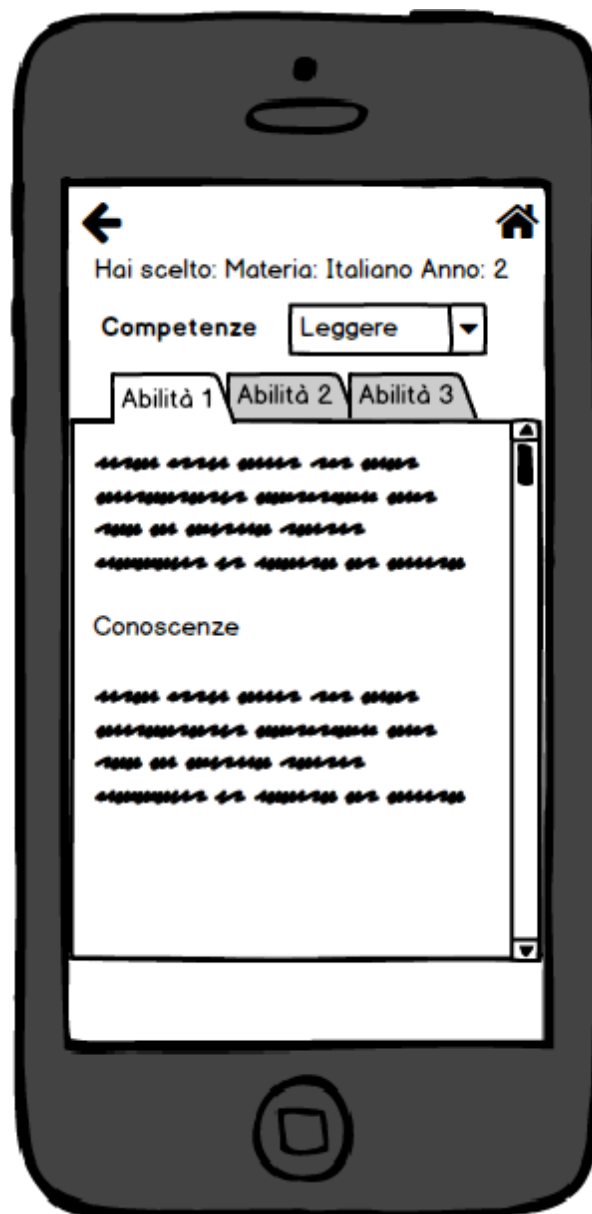 Hai scelto: Materia: Italiano Anno: 2
Competenze Leggere
Abilità 1 Abilità 2 Abilità 3
Conoscenze